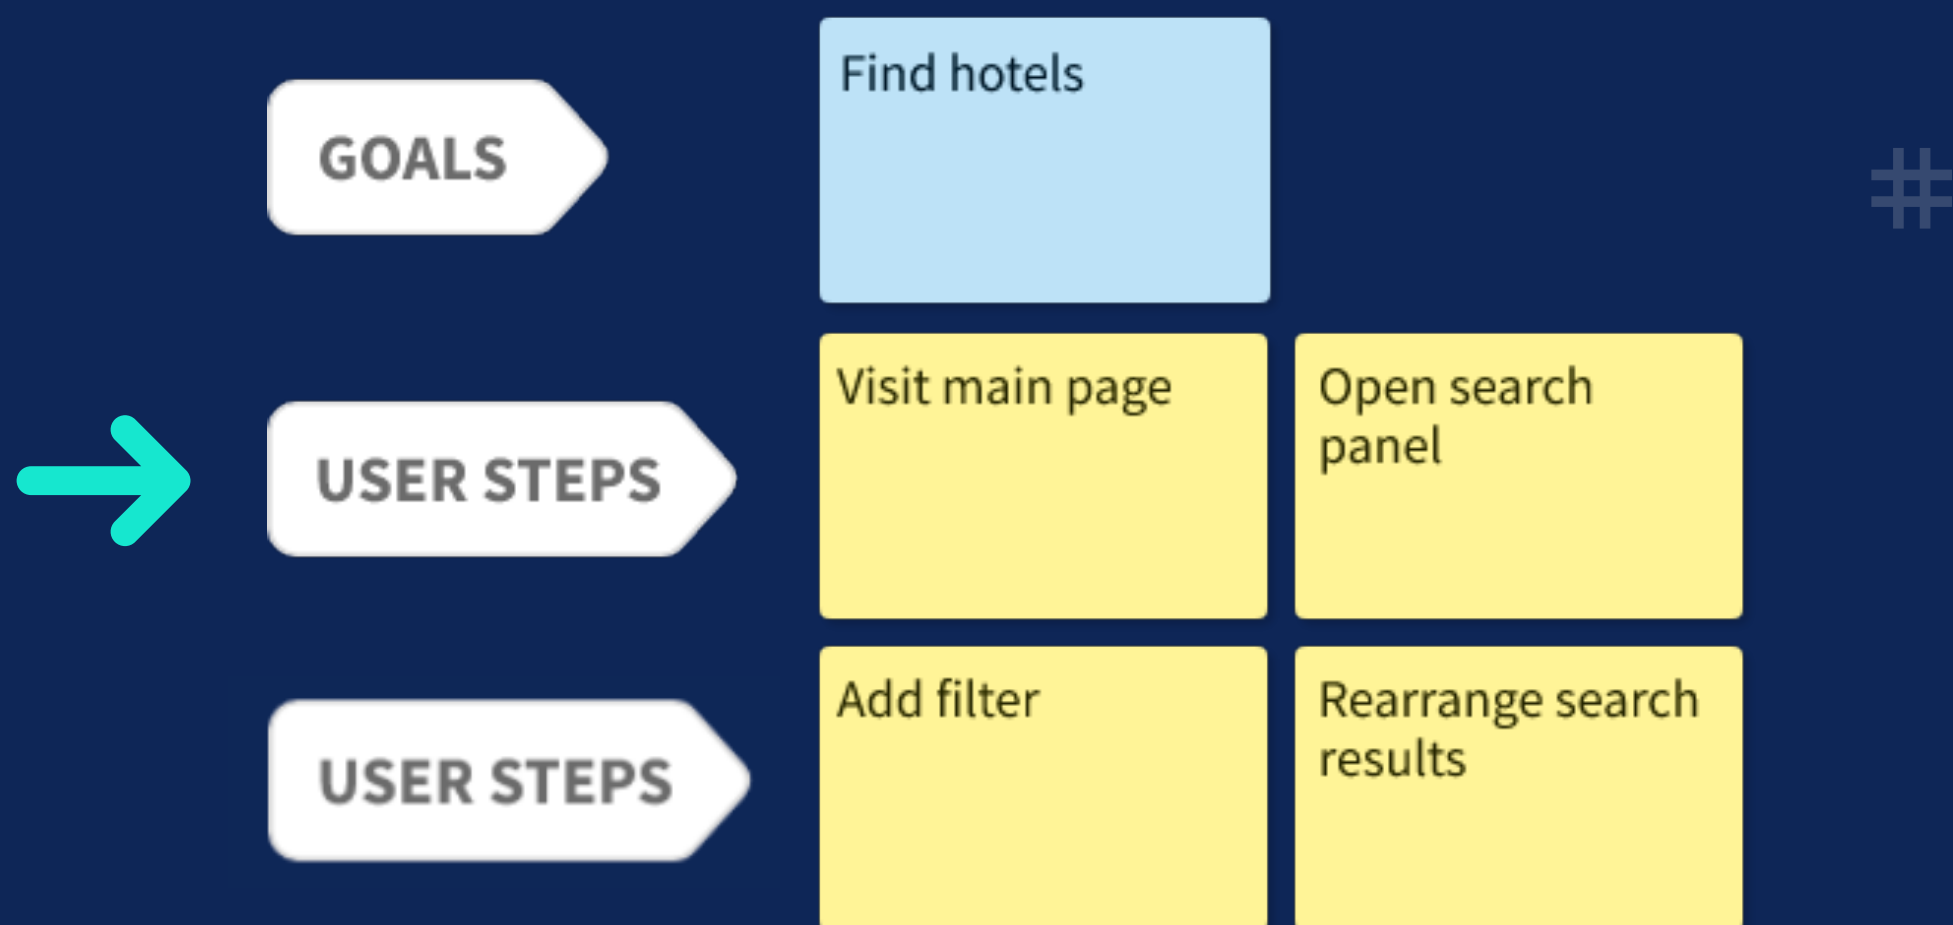 GOALS
Find hotels
#
USER STEPS
Visit main page
Open search
panel
USER STEPS
Add filter
Rearrange search
results